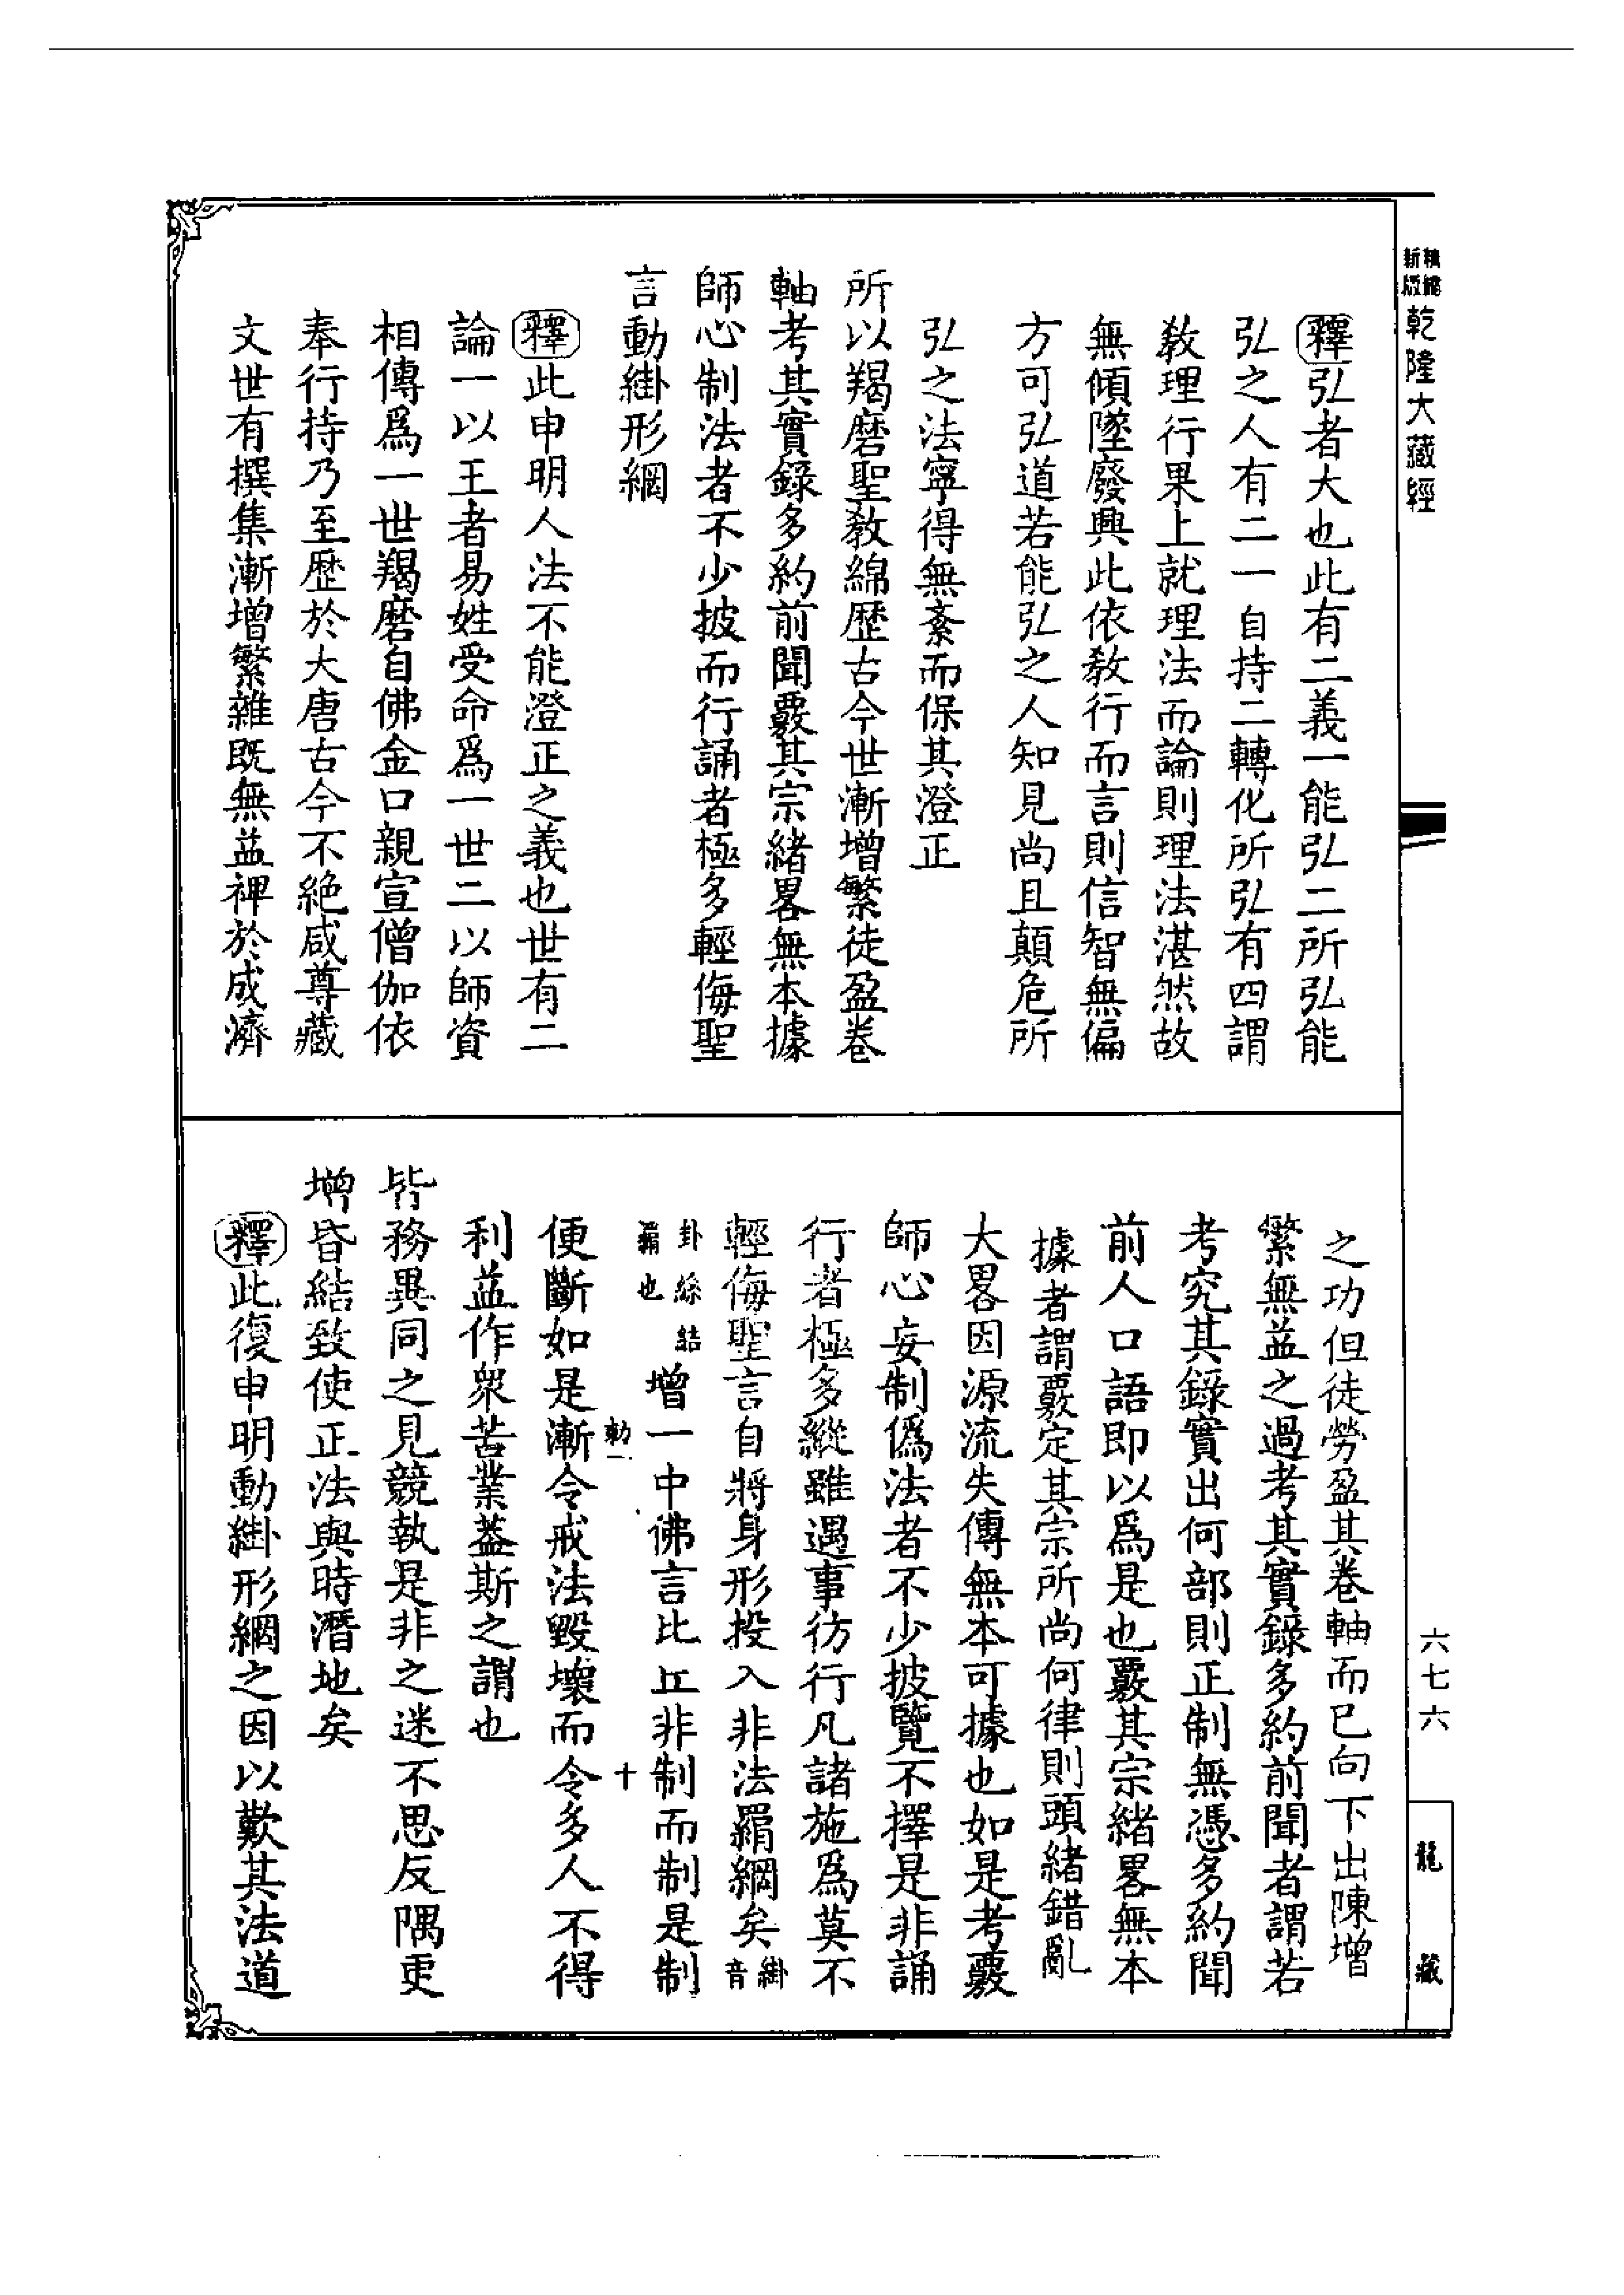 新版
精縮
乾隆大藏經
釋弘者大也此有二義一能弘二所弘能
弘之人有二一自持二轉化所弘有四謂
敎理行果上就理法而論則理法湛然故
無傾墜廢興此依敎行而言則信智無偏
方可弘道若能弘之人知見尚且顛危所
弘之法寧得無紊而保其澄正
所以羯磨聖敎綿歷古今世漸增繁徒盈卷
軸考其實錄多約前聞覈其宗緒畧無本據
師心制法者不少披而行誦者極多輕侮聖
言動絓形網
釋此申明人法不能澄正之義也世有二
論一以王者易姓受命爲一世二以師資
相傳爲一世羯磨自佛金口親宣僧伽依
奉行持乃至歷於大唐古今不絶咸尊藏
文世有撰集漸增繁雜旣無益裨於成濟
之功但徒勞盈其卷軸而已向下出陳增
繁無益之過考其實錄多約前聞者謂若
考究其錄實出何部則正制無憑多約聞
前人口語即以爲是也覈其宗緒畧無本
據者謂覈定其宗所尚何律則頭緒錯亂
大畧因源流失傳無本可據也如是考覈
師心妄制僞法者不少披覽不擇是非誦
行者極多縱雖遇事彷行凡諸施爲莫不
輕侮聖言自將身形投入非法羂網矣絓音
卦絲結
羂也
增一中佛言比丘非制而制是制
勳一
十
便斷如是漸令戒法毀壞而令多人不得
利益作衆苦業葢斯之謂也
皆務異同之見競執是非之迷不思反隅更
增昏結致使正法與時潛地矣
釋此復申明動絓形網之因以歎其法道
六七六
龍藏